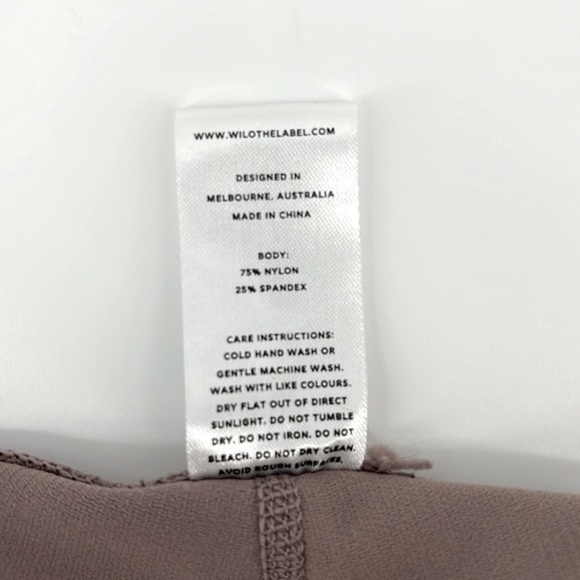 WWW.WILOTHELABEL.COM
DESIGNED IN
MELBOURNE, AUSTRALIA
MADE IN CHINA
BODY:
75% NYLON
25% SPANDEX
CARE INSTRUCTIONS:
COLD HAND WASH OR
GENTLE MACHINE WASH.
WASH WITH LIKE COLOURS.
DRY FLAT OUT OF DIRECT
SUNLIGHT. DO NOT TUMBLE
DRY. DO NOT IRON. DO NOT
BLEACH. DO NOT DRY CLEAN.
AVOID ROUGH SURFACES.